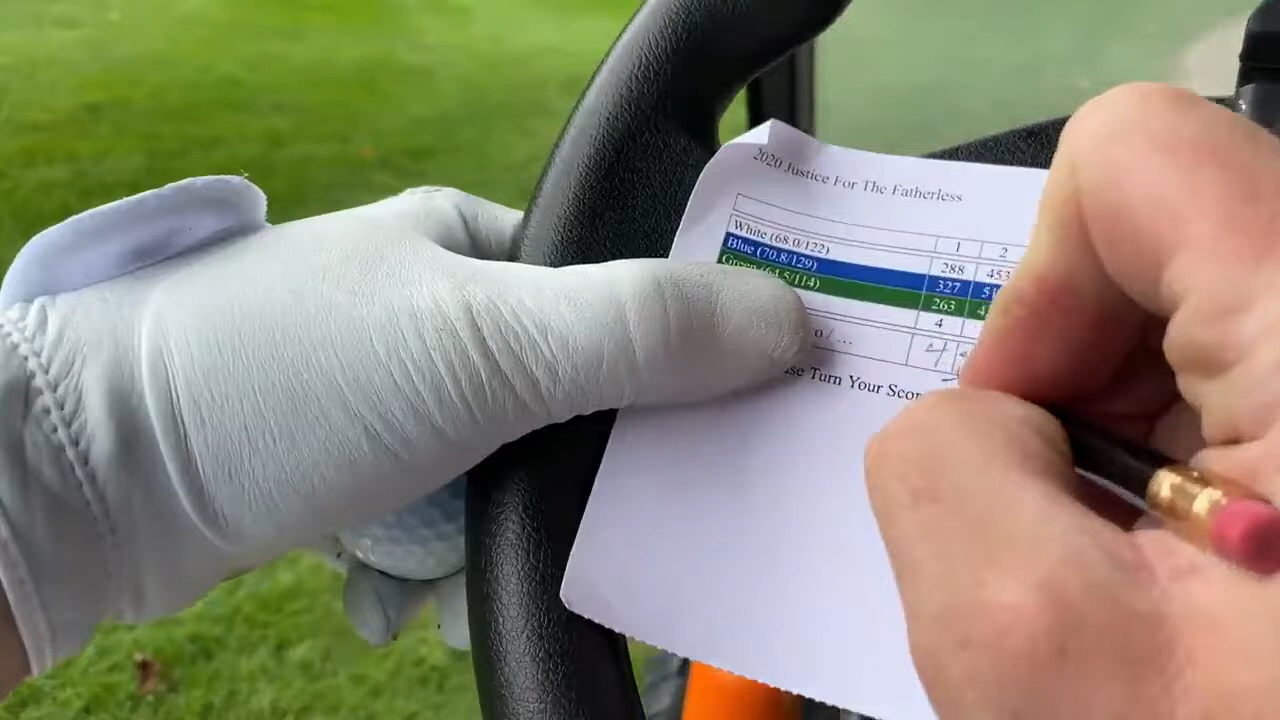 2020 Justice For The Fatherless
1 2
White (68.0/122) 288 453
Blue (70.8/129) 327
Green (64.5/114) 263
4
o / ... 4
Turn Your